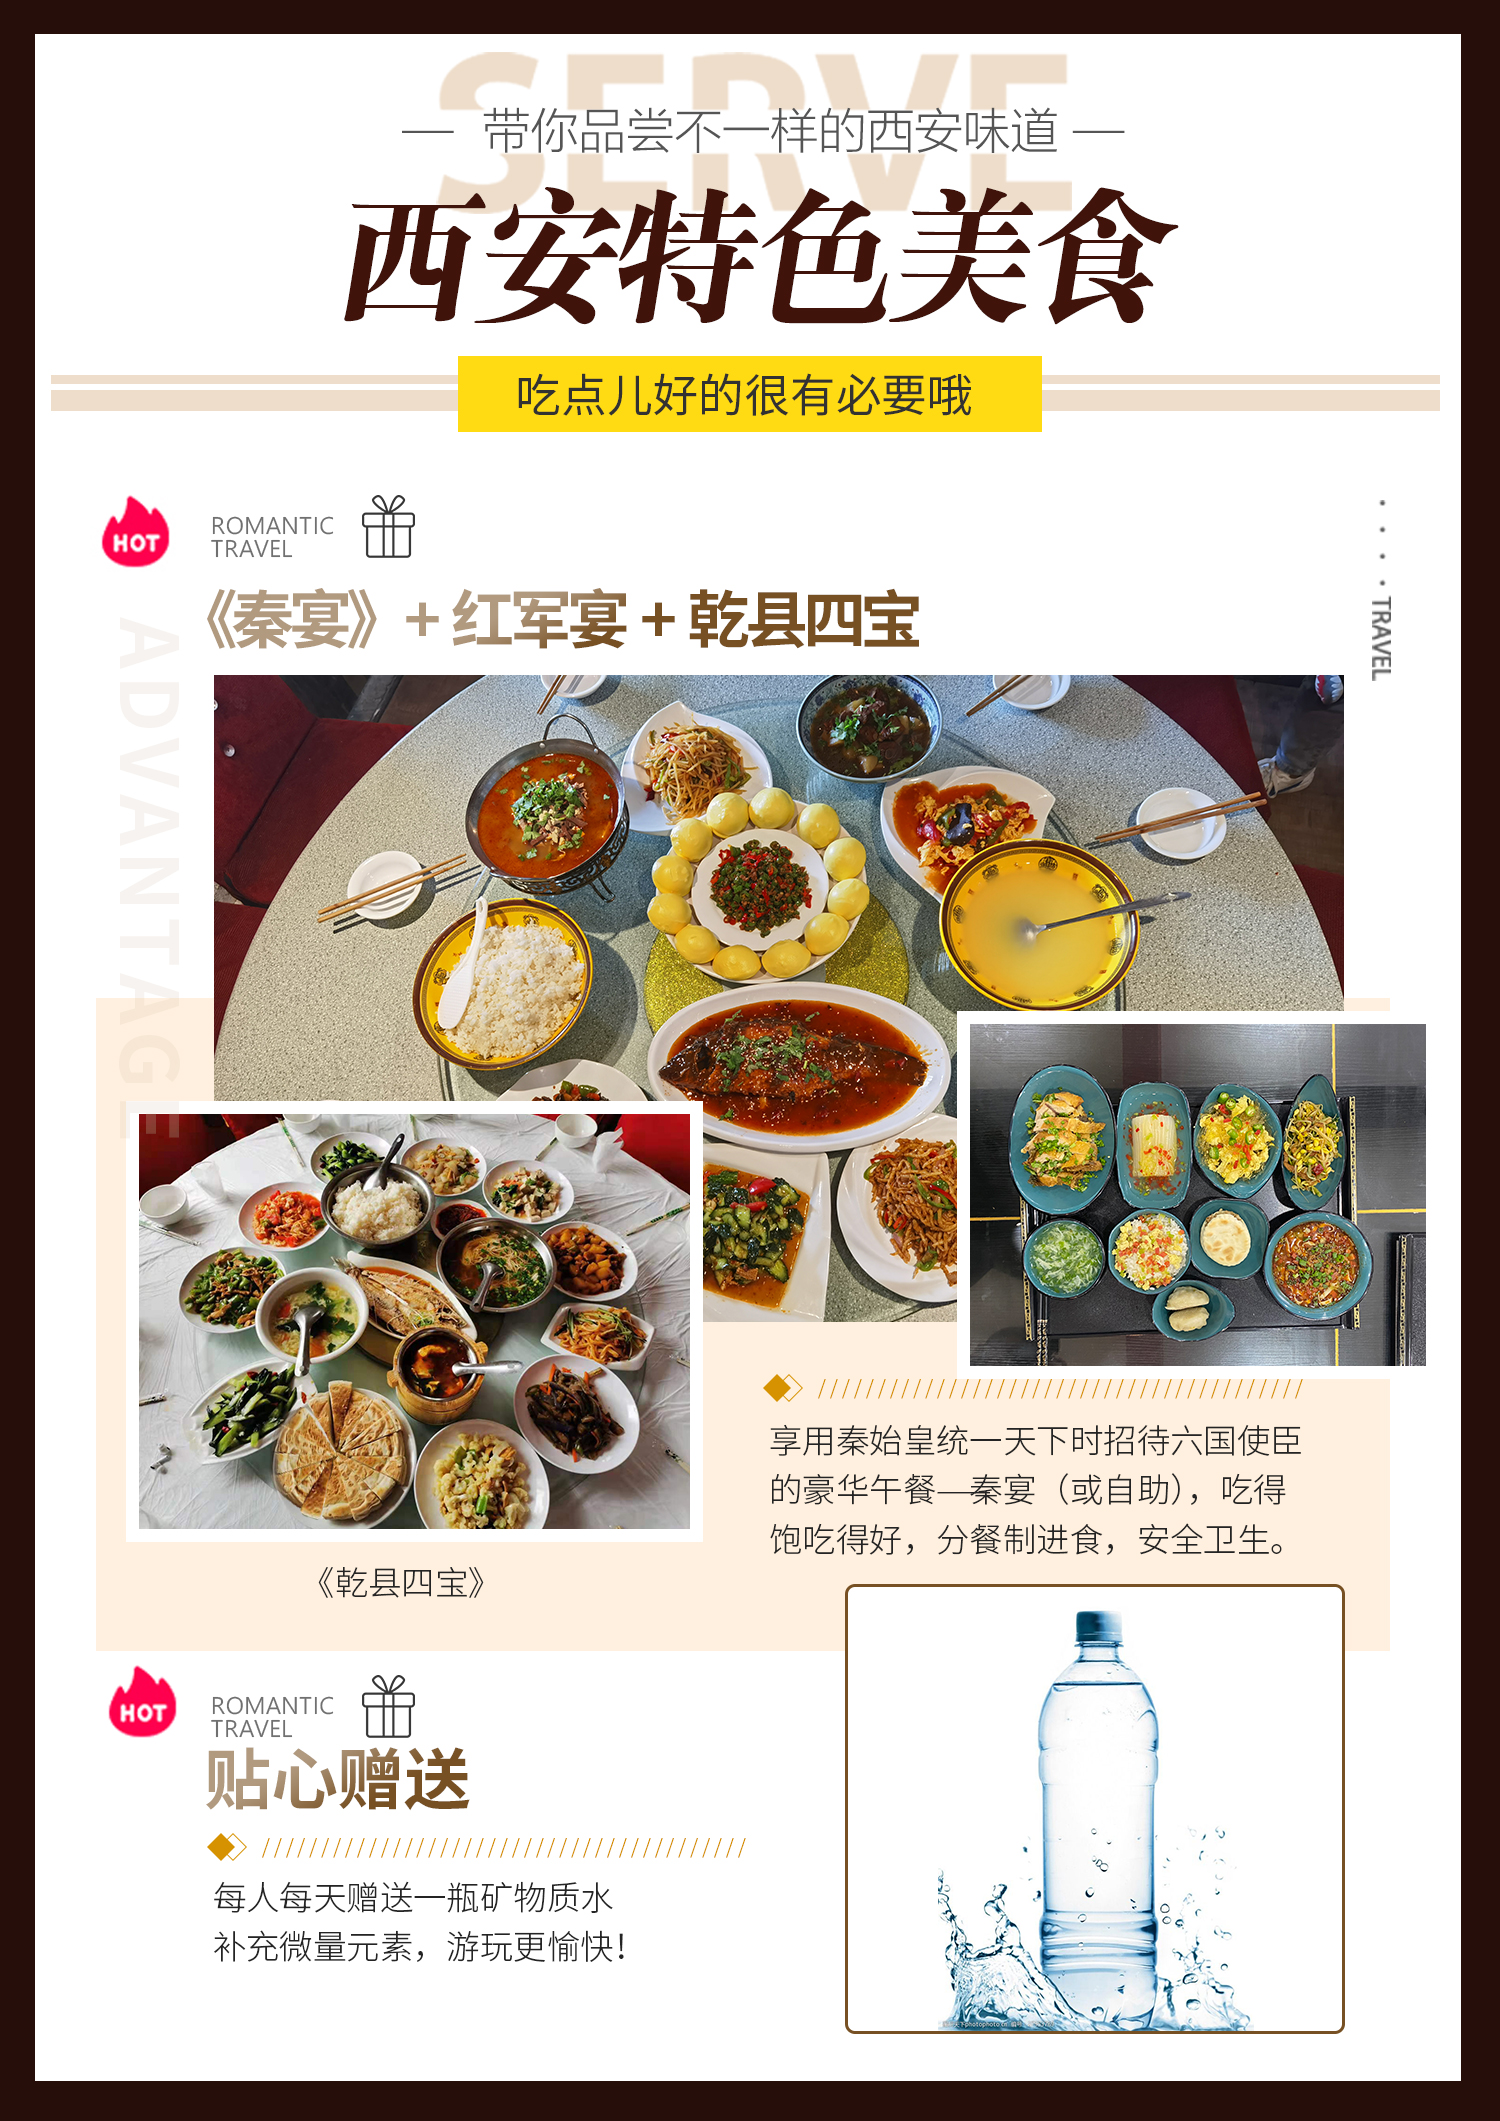 SERVE
— 带你品尝不一样的西安味道 —
西安特色美食
吃点儿好的很有必要哦
HOT
ROMANTIC
TRAVEL
TRAVEL
《秦宴》+ 红军宴 + 乾县四宝
ADVANTAGE
享用秦始皇统一天下时招待六国使臣
的豪华午餐—秦宴（或自助），吃得
饱吃得好，分餐制进食，安全卫生。
《乾县四宝》
HOT
ROMANTIC
TRAVEL
贴心赠送
每人每天赠送一瓶矿物质水
补充微量元素，游玩更愉快！